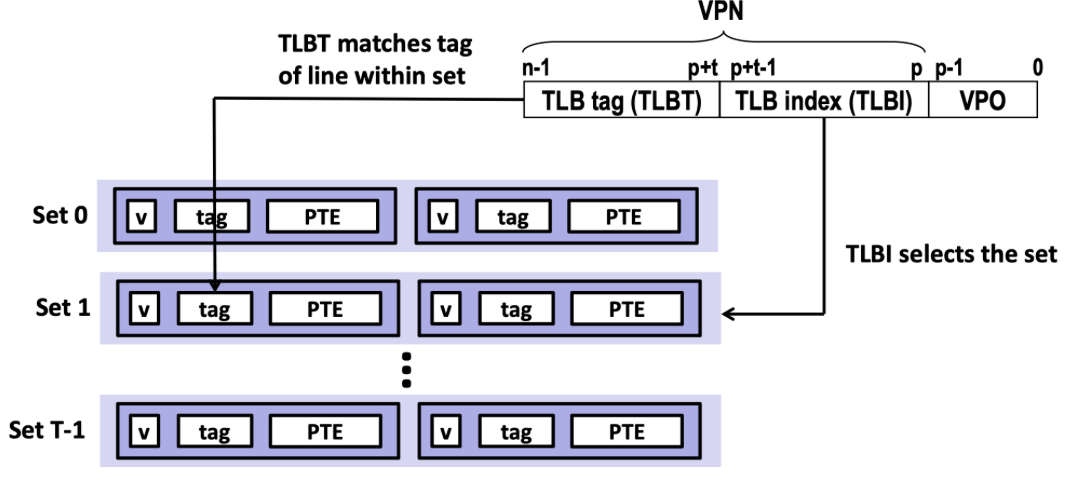 VPN
TLBT matches tag
of line within set
n-1 p+t p+t-1 p p-1 0
TLB tag (TLBT) TLB index (TLBI) VPO
Set 0 v tag PTE v tag PTE
TLBI selects the set
Set 1 v tag PTE v tag PTE
Set T-1 v tag PTE v tag PTE